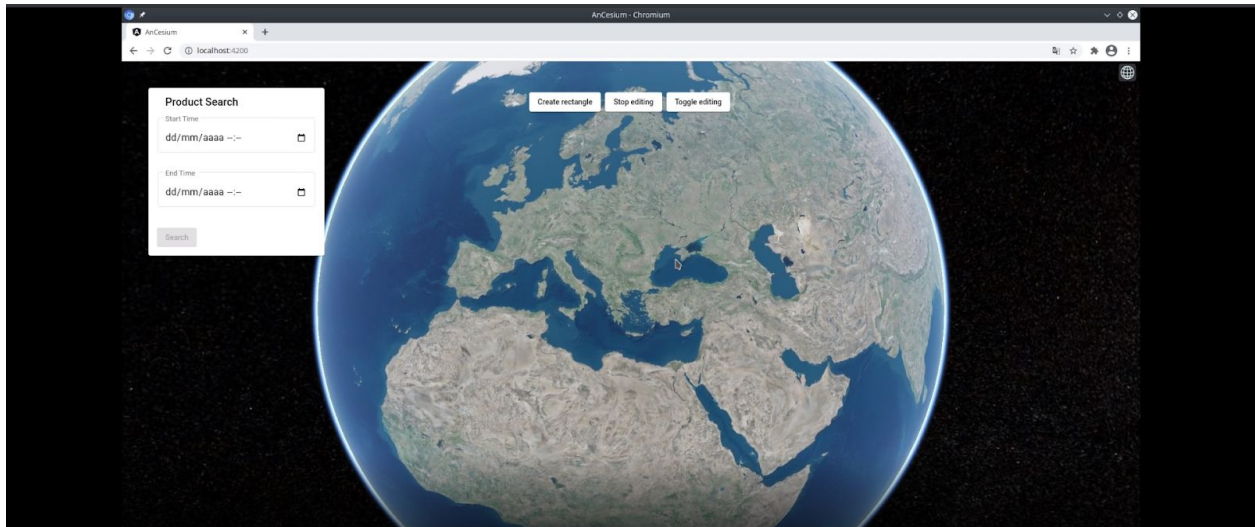 AnCesium - Chromium
AnCesium
localhost:4200
Product Search
Start Time
dd/mm/aaaa --:--
End Time
dd/mm/aaaa --:--
Search
Create rectangle
Stop editing
Toggle editing